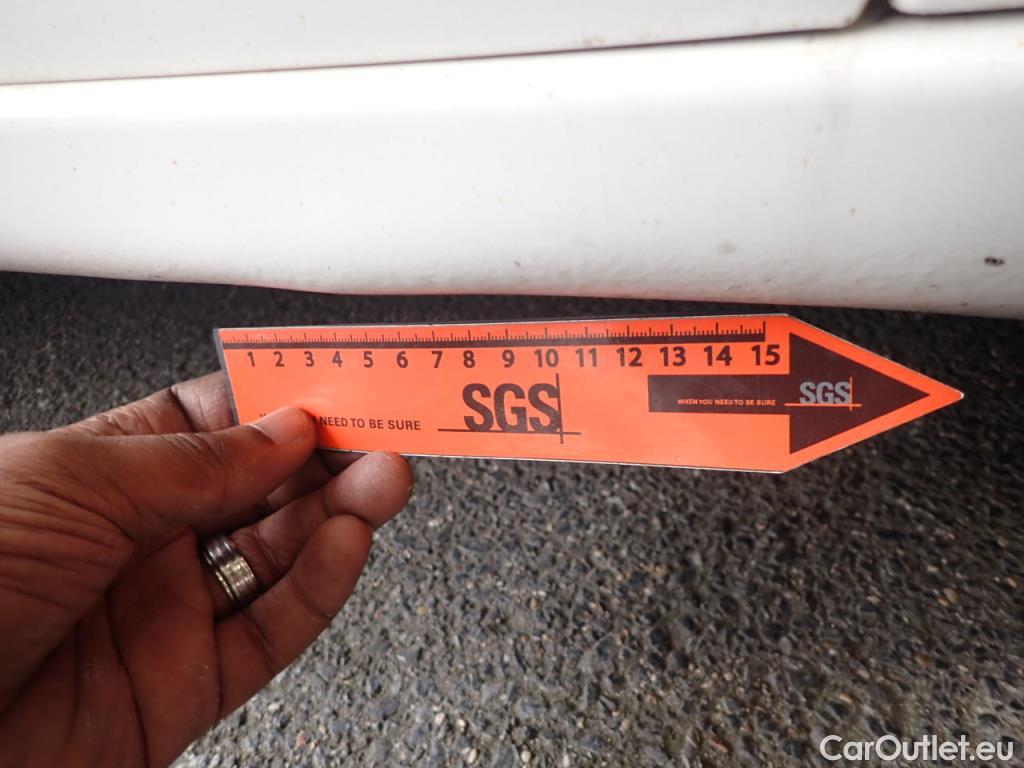 1 2 3 4 5 6 7 8 9 10 11 12 13 14 15
SGS
NEED TO BE SURE
WHEN YOU NEED TO BE SURE
SGS
CarOutlet.eu